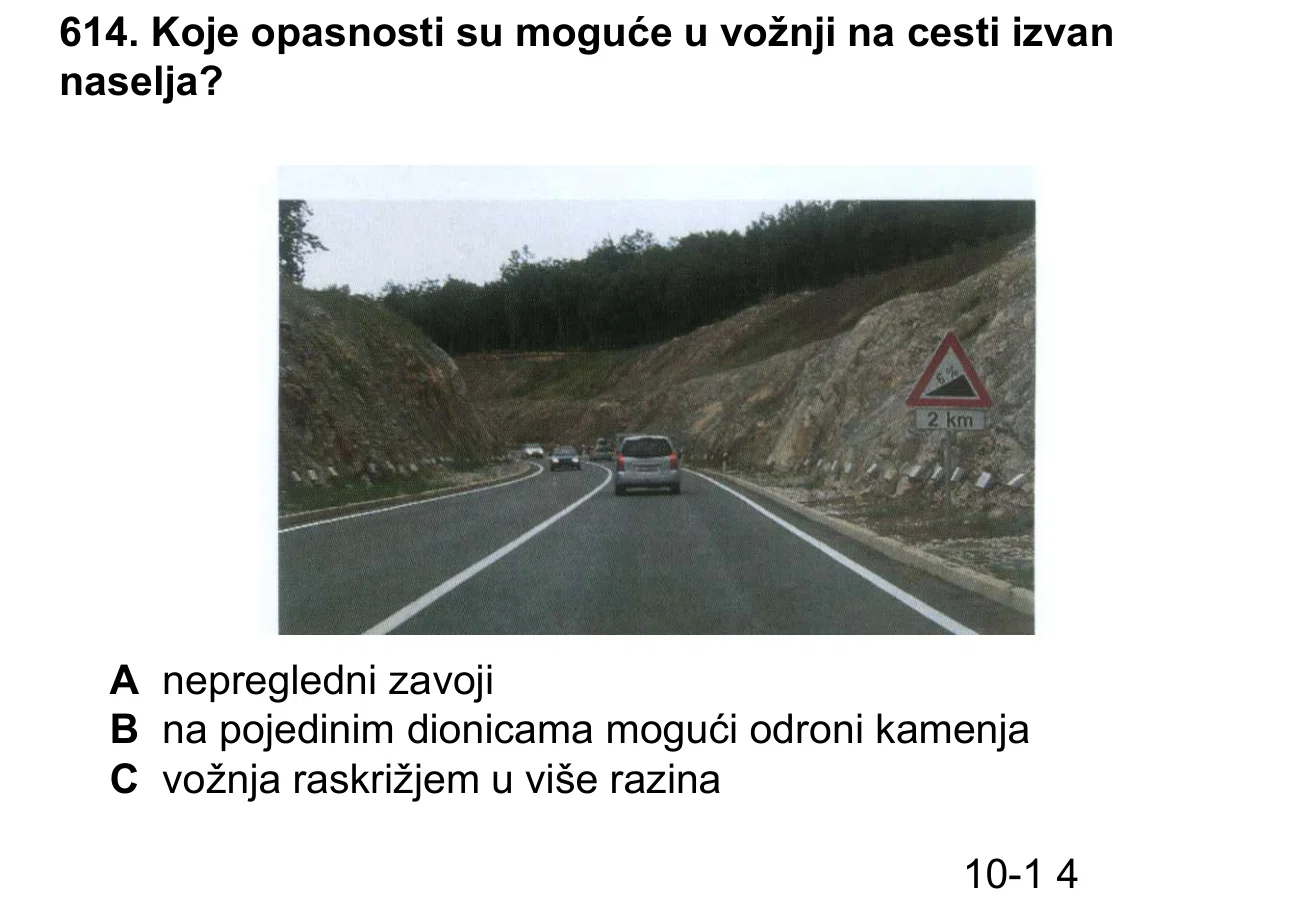 614. Koje opasnosti su moguće u vožnji na cesti izvan
naselja?
6 %
2 km
A nepregledni zavoji
B na pojedinim dionicama mogući odroni kamenja
C vožnja raskrižjem u više razina
10-1 4